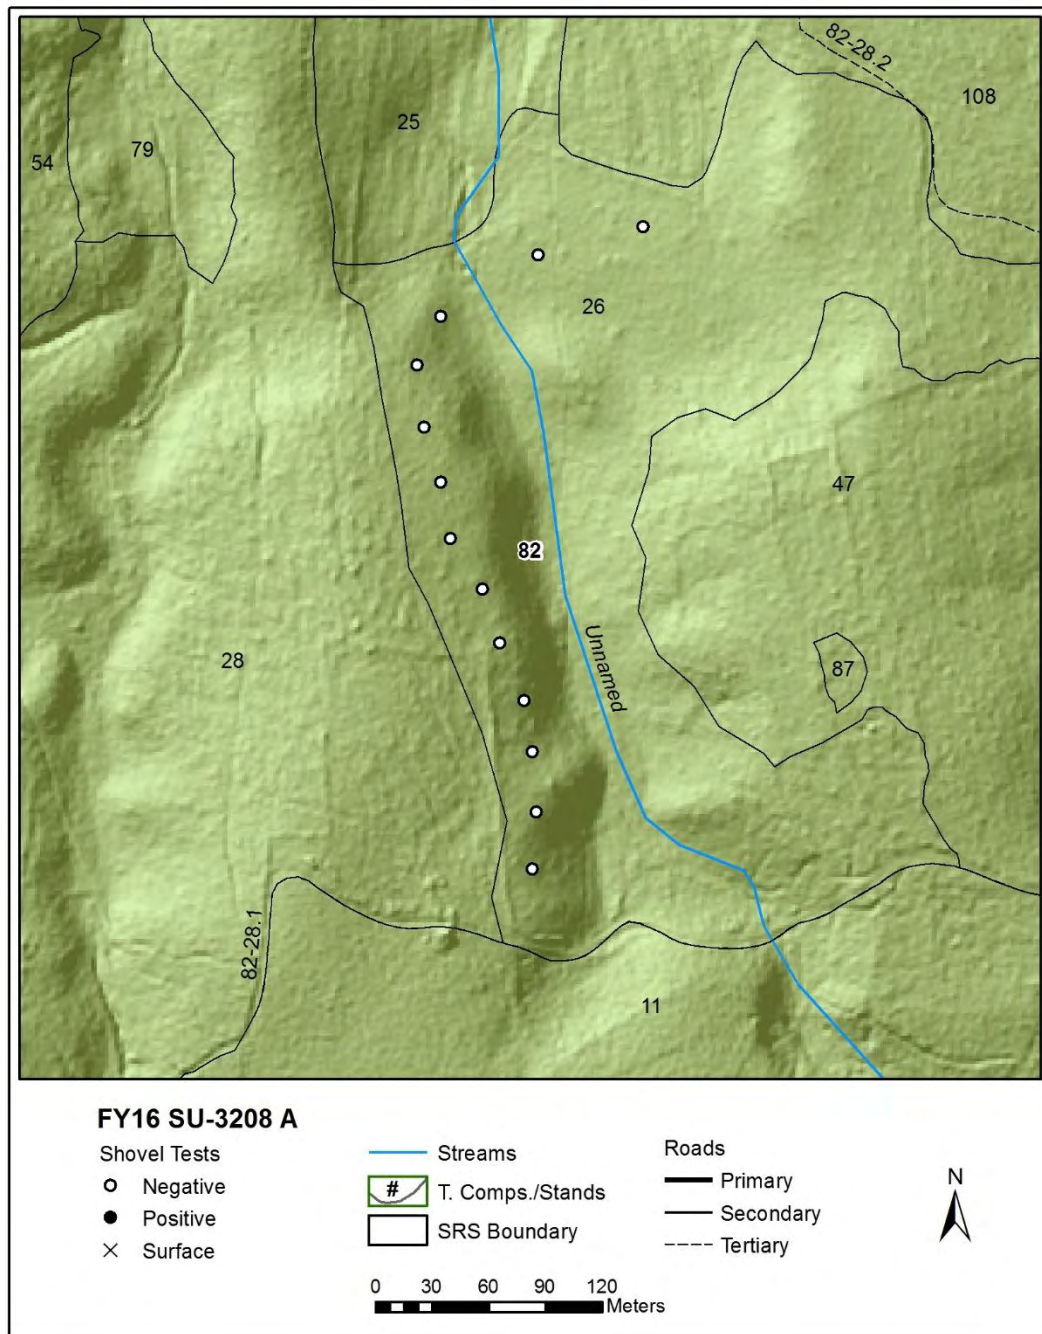 82-28.2
108
25
79
54
26
47
82
Unnamed
28
87
82-28.1
11
FY16 SU-3208 A
Shovel Tests
Negative
Positive
Surface
Streams
# T. Comps./Stands
SRS Boundary
Roads
Primary
Secondary
Tertiary
N
0 30 60 90 120
Meters